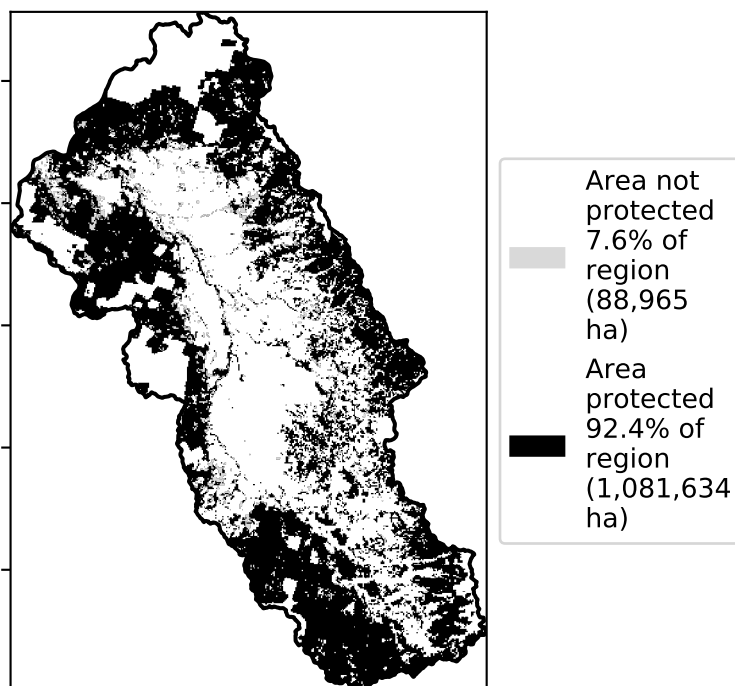 Area not
protected
7.6% of
region
(88,965
ha)
Area
protected
92.4% of
region
(1,081,634
ha)